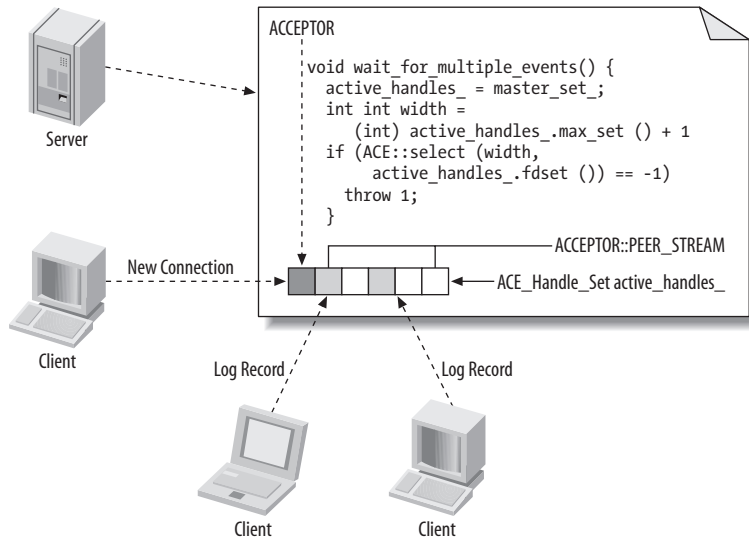 ACCEPTOR
void wait_for_multiple_events() {
active_handles_ = master_set_;
int int width =
(int) active_handles_.max_set () + 1
if (ACE::select (width,
active_handles_.fdset ()) == -1)
throw 1;
}
Server
ACCEPTOR::PEER_STREAM
New Connection
ACE_Handle_Set active_handles_
Client
Log Record
Log Record
Client
Client